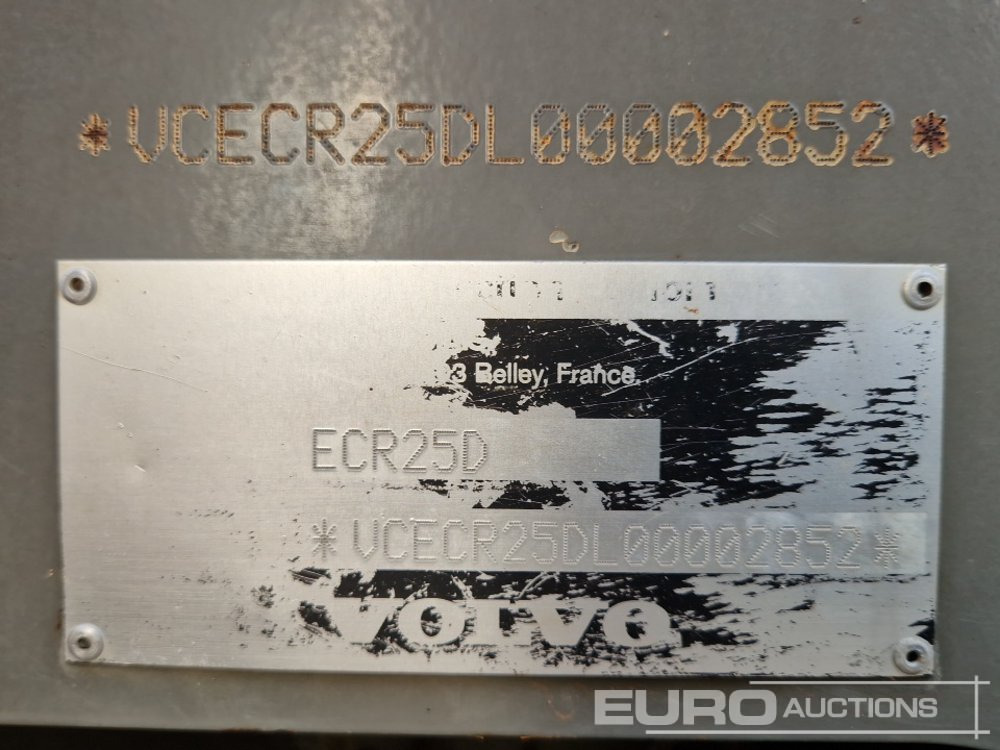 *VCECR25DL00002852*
3 Belley, France.
ECR25D
*VCECR25DL00002852*
VOLVO
EURO AUCTIONS